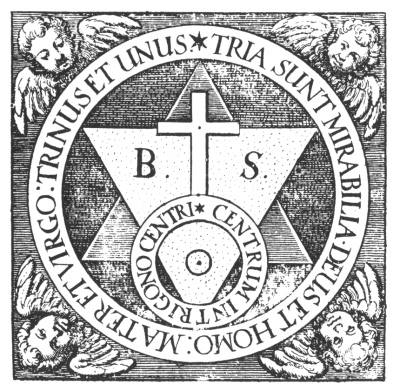 TRIA SUNT MIRABILIA· DEUS ET HOMO: MATER ET VIRGO: TRINUS ET UNUS
B. S.
CENTRUM IN TRIGONO CENTRI